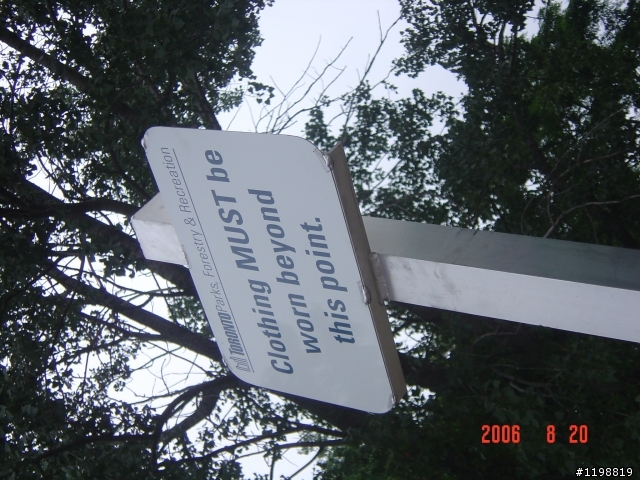 TORONTO Parks, Forestry & Recreation
Clothing MUST be
worn beyond
this point.
2006 8 20
#1198819